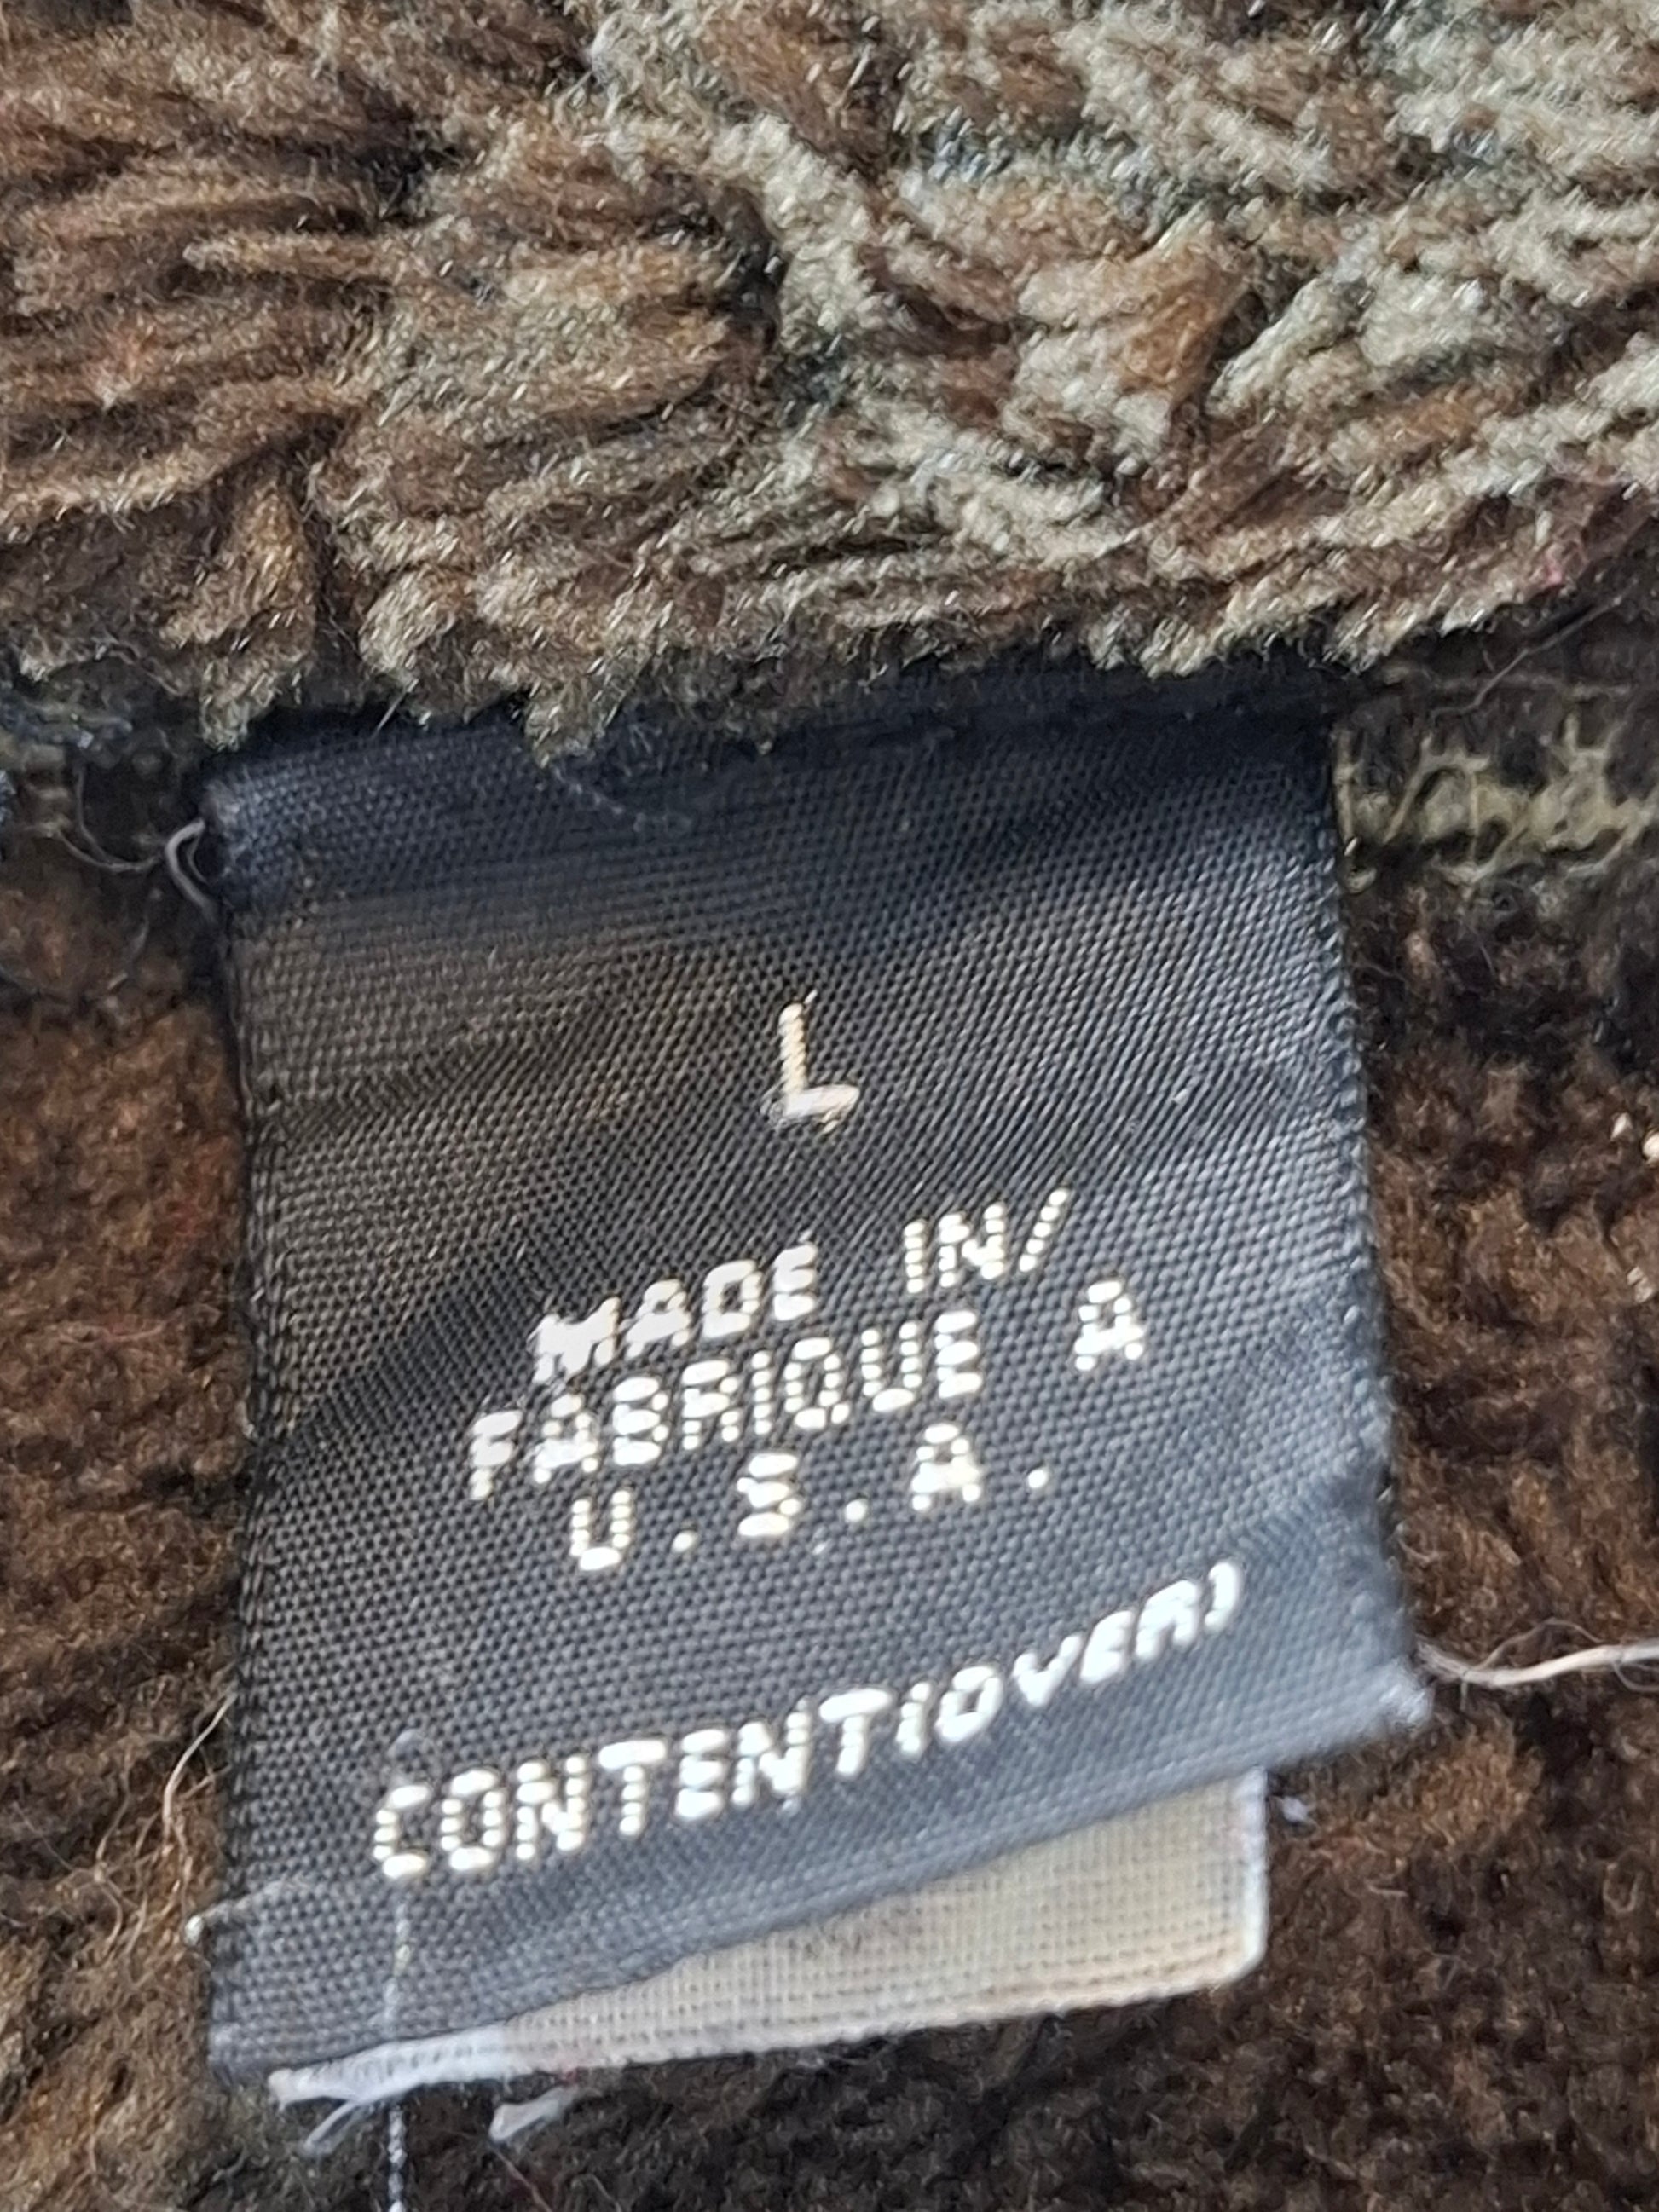 L
MADE IN/
FABRIQUE A
U.S.A.
CONTENT(OVER)